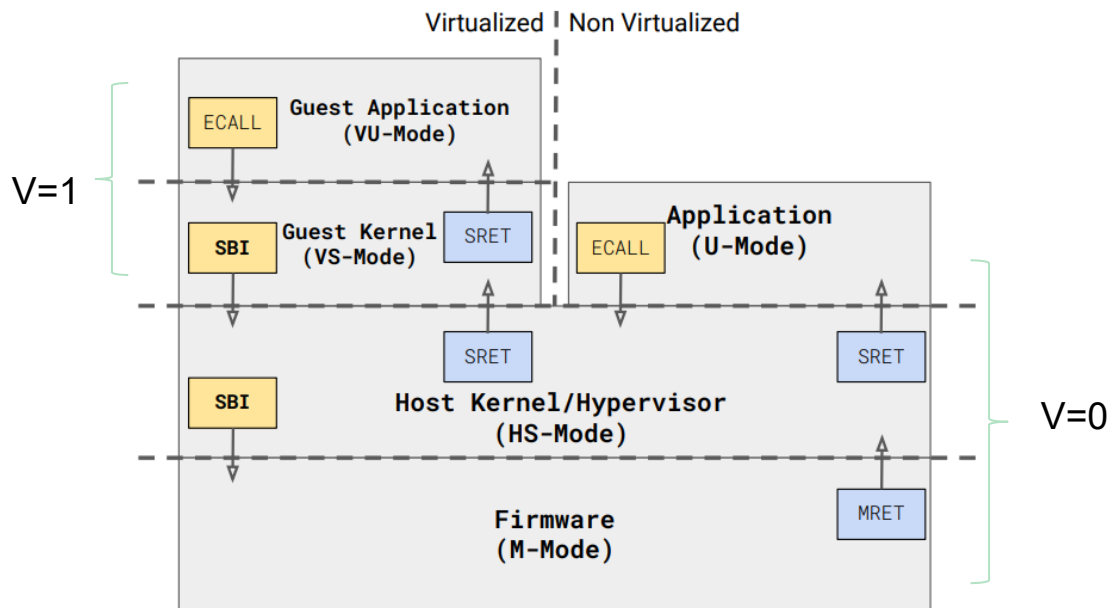 Virtualized
Non Virtualized
V=1
ECALL
Guest Application
(VU-Mode)
SBI
Guest Kernel
(VS-Mode)
SRET
ECALL
Application
(U-Mode)
SRET
SRET
SBI
Host Kernel/Hypervisor
(HS-Mode)
V=0
Firmware
(M-Mode)
MRET